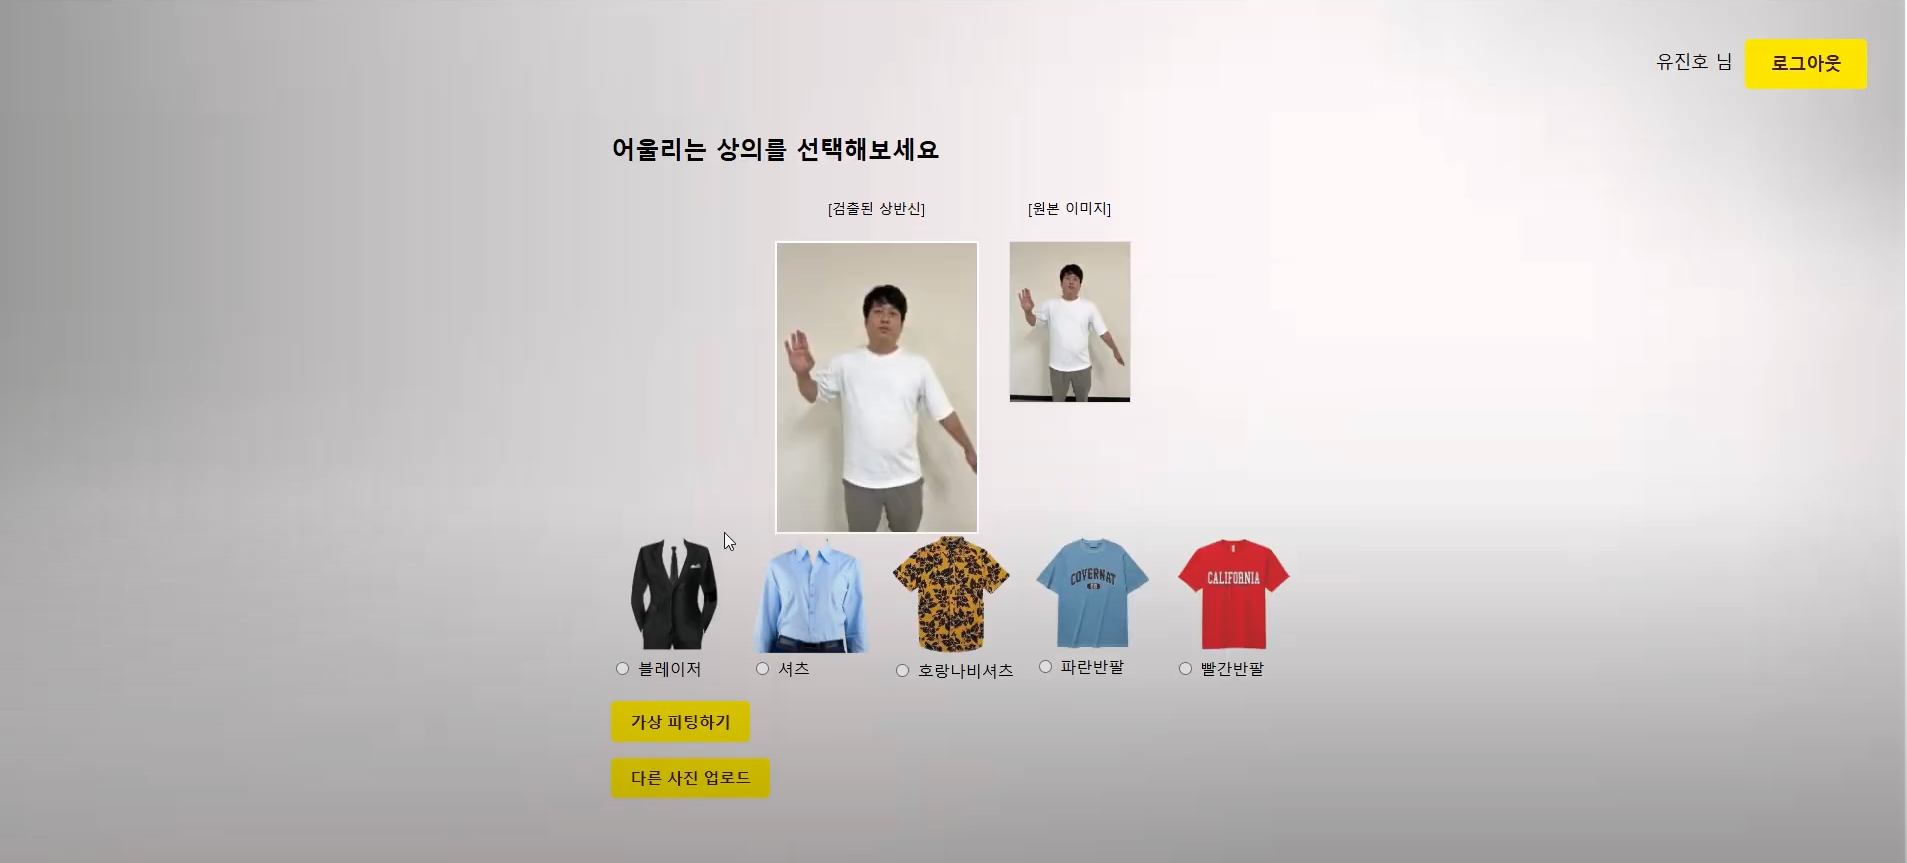 유진호 님
로그아웃
어울리는 상의를 선택해보세요
[검출된 상반신]
[원본 이미지]
COVERNAT
CALIFORNIA
블레이저
셔츠
호랑나비셔츠
파란반팔
빨간반팔
가상 피팅하기
다른 사진 업로드